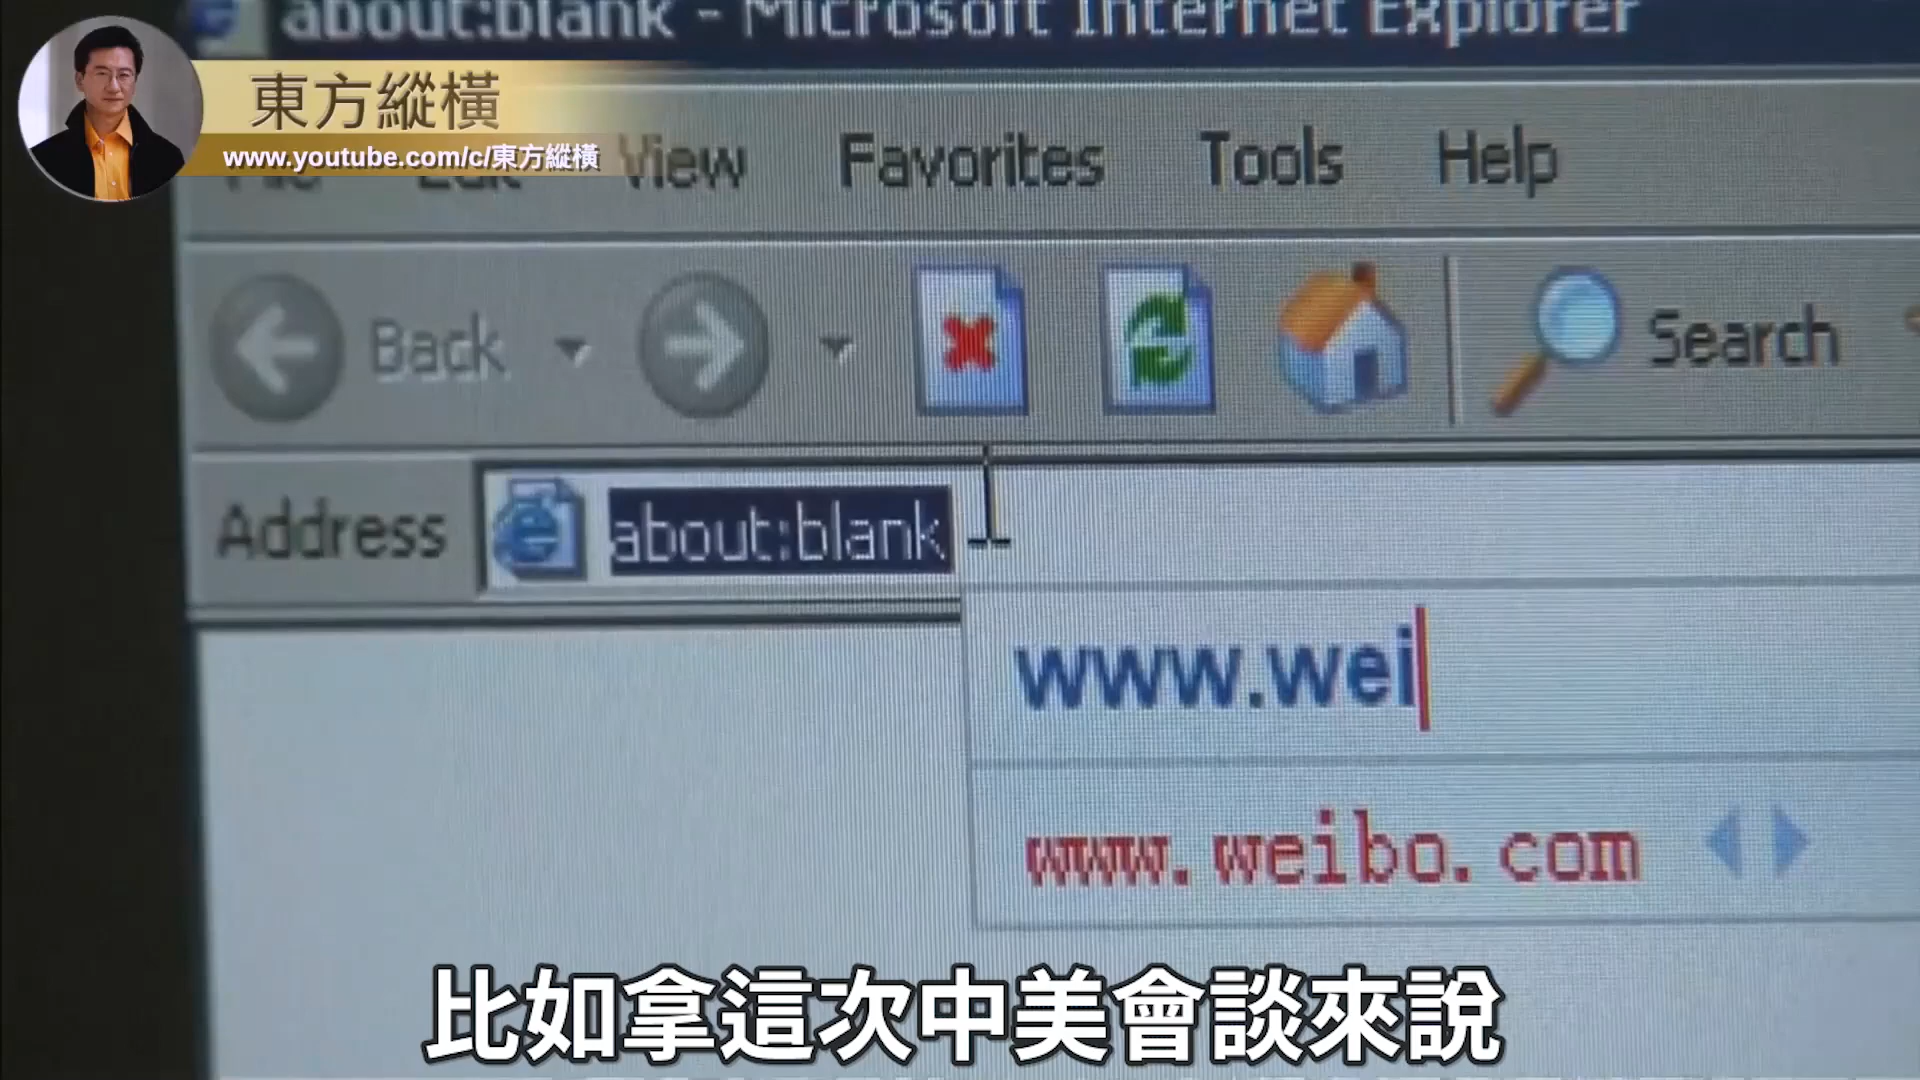 about:blank - Microsoft Internet Explorer
東方縱橫
www.youtube.com/c/東方縱橫
File Edit View Favorites Tools Help
Back Search
Address about:blank
www.wei
www.weibo.com
比如拿這次中美會談來說